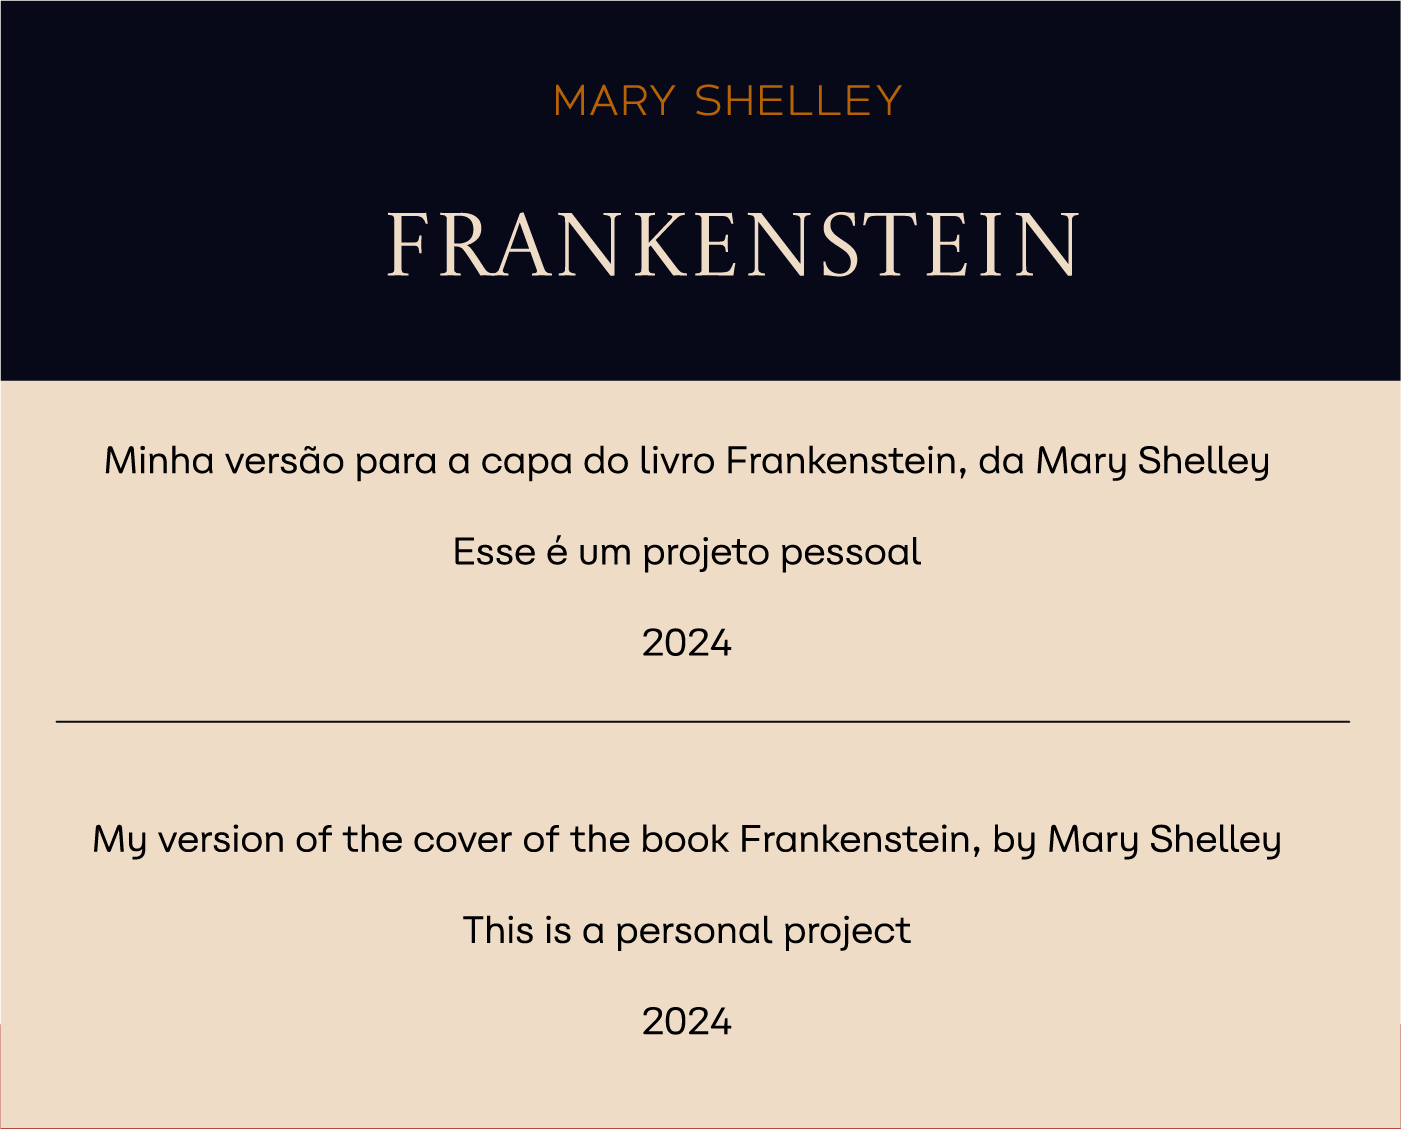 MARY SHELLEY
FRANKENSTEIN
Minha versão para a capa do livro Frankenstein, da Mary Shelley
Esse é um projeto pessoal
2024
My version of the cover of the book Frankenstein, by Mary Shelley
This is a personal project
2024